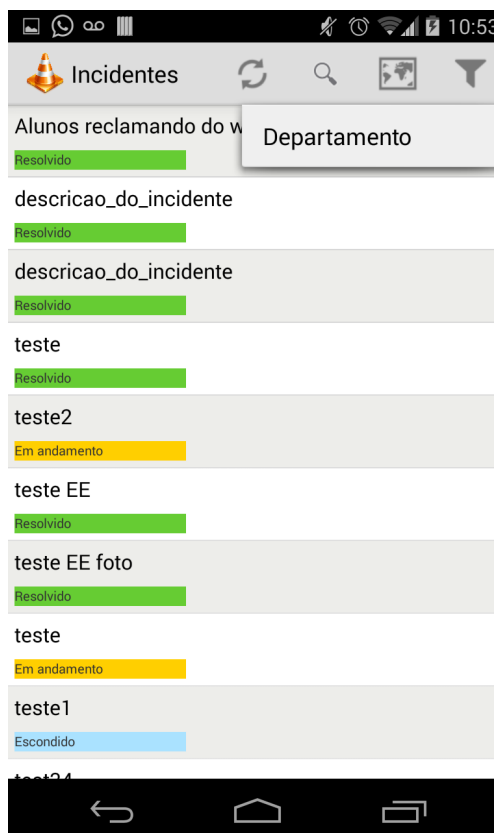 10:53
Incidentes
Departamento
Alunos reclamando do w
Resolvido
descricao_do_incidente
Resolvido
descricao_do_incidente
Resolvido
teste
Resolvido
teste2
Em andamento
teste EE
Resolvido
teste EE foto
Resolvido
teste
Em andamento
teste1
Escondido